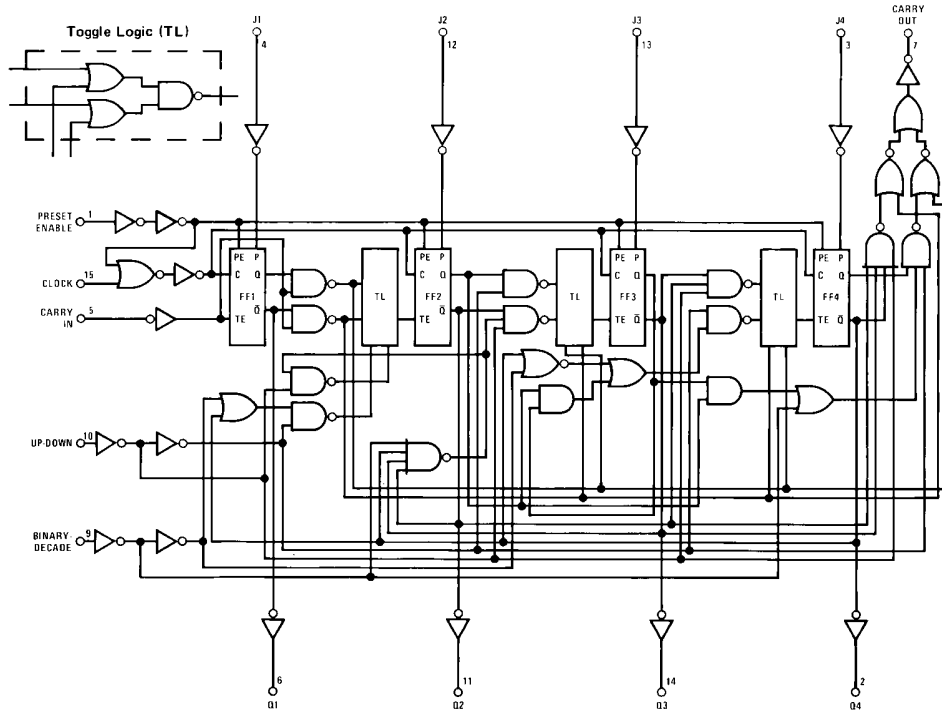 Toggle Logic (TL)
J1
4
J2
12
J3
13
J4
3
CARRY
OUT
7
PRESET
ENABLE
1
CLOCK
15
CARRY
IN
5
PE P
C Q
FF1
TE Q̅
TL
PE P
C Q
FF2
TE Q̅
TL
PE P
C Q
FF3
TE Q̅
TL
PE P
C Q
FF4
TE Q̅
UP-DOWN
10
BINARY-
DECADE
9
6
Q1
11
Q2
14
Q3
2
Q4